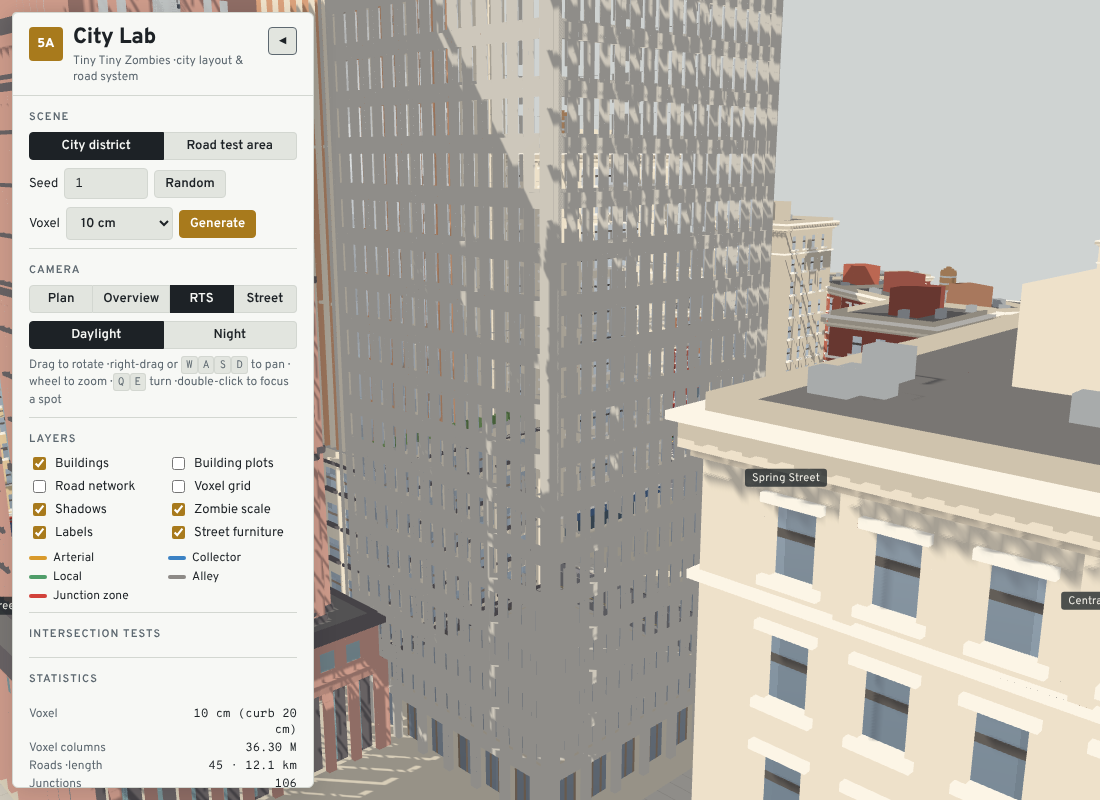 5A
City Lab
◄
Tiny Tiny Zombies · city layout &
road system
SCENE
City district
Road test area
Seed 1 Random
Voxel 10 cm Generate
CAMERA
Plan Overview RTS Street
Daylight Night
Drag to rotate · right-drag or W A S D to pan ·
wheel to zoom · Q E turn · double-click to focus
a spot
LAYERS
Buildings Building plots
Road network Voxel grid
Shadows Zombie scale
Labels Street furniture
Arterial Collector
Local Alley
Junction zone
INTERSECTION TESTS
STATISTICS
Voxel 10 cm (curb 20
cm)
Voxel columns 36.30 M
Roads · length 45 · 12.1 km
Junctions 106
Spring Street